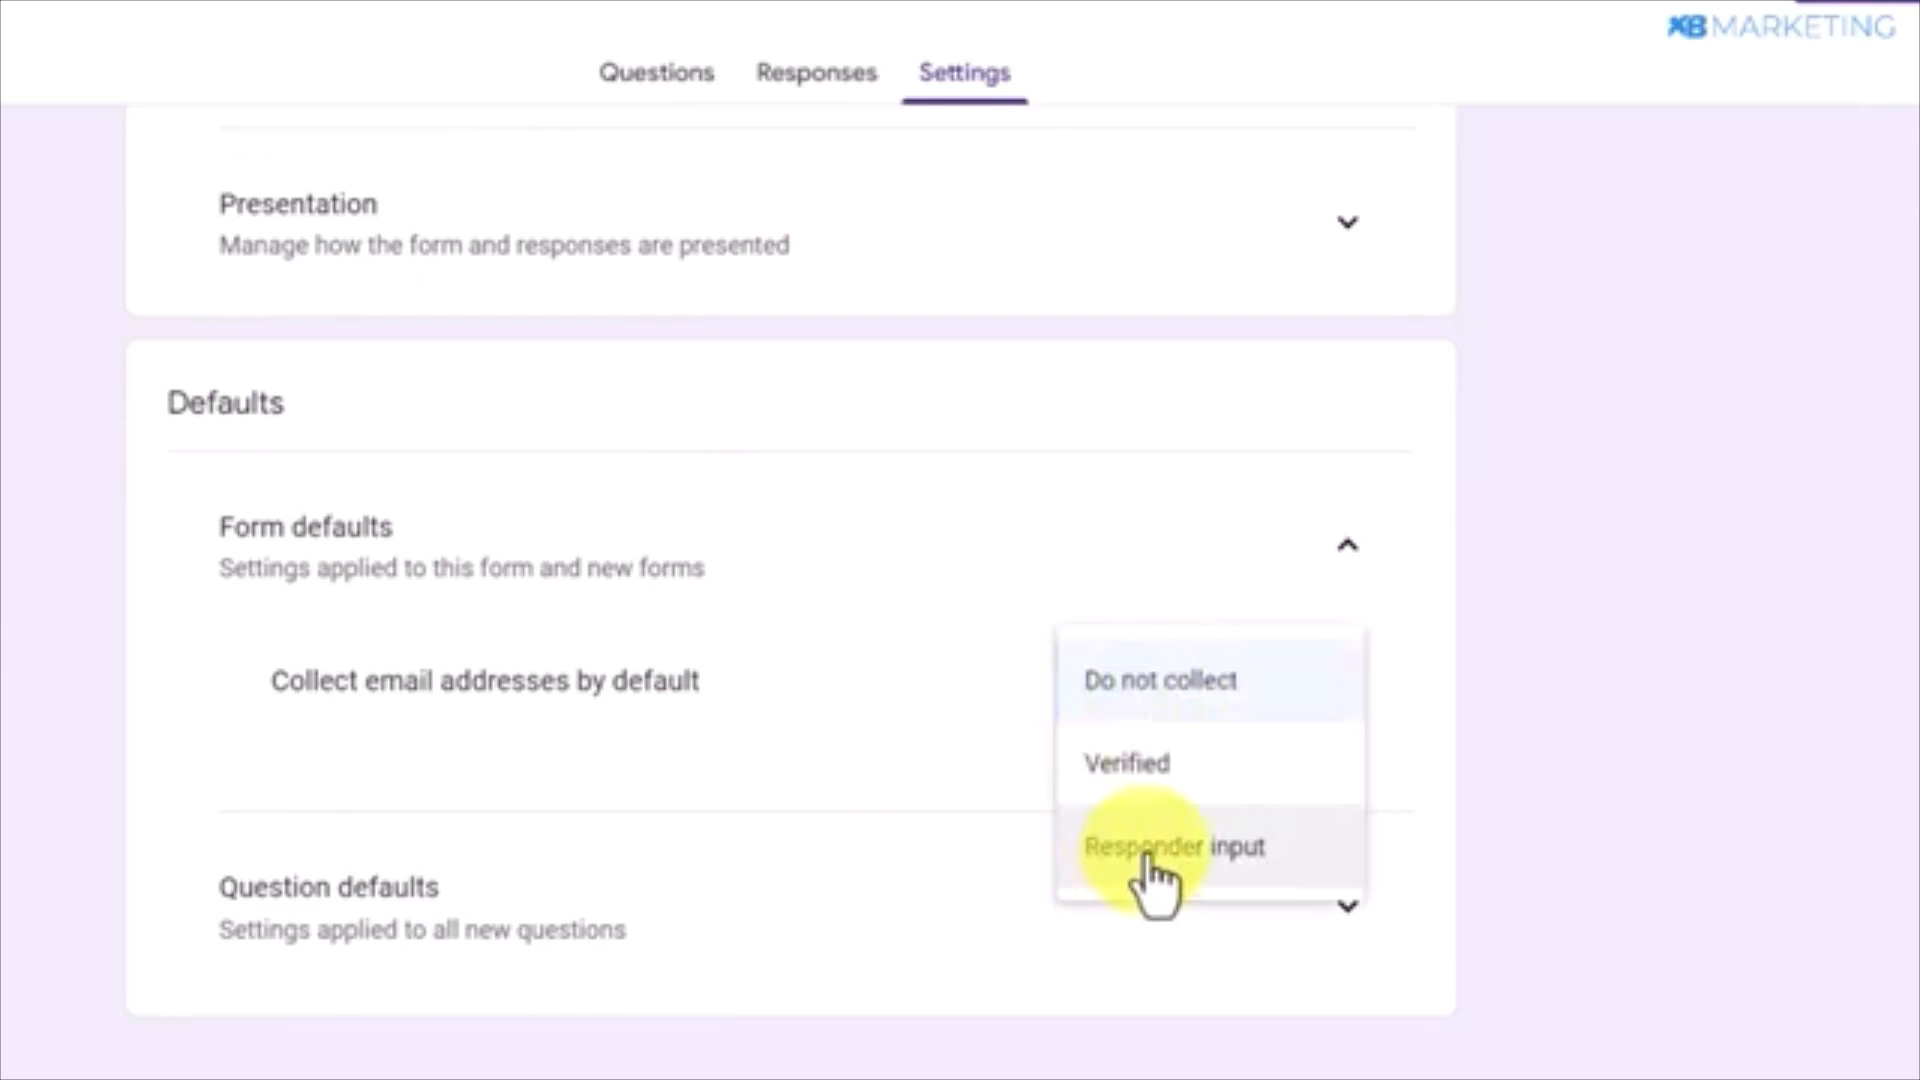 XB MARKETING
Questions Responses Settings
Presentation
Manage how the form and responses are presented
Defaults
Form defaults
Settings applied to this form and new forms
Collect email addresses by default
Do not collect
Verified
Responder input
Question defaults
Settings applied to all new questions